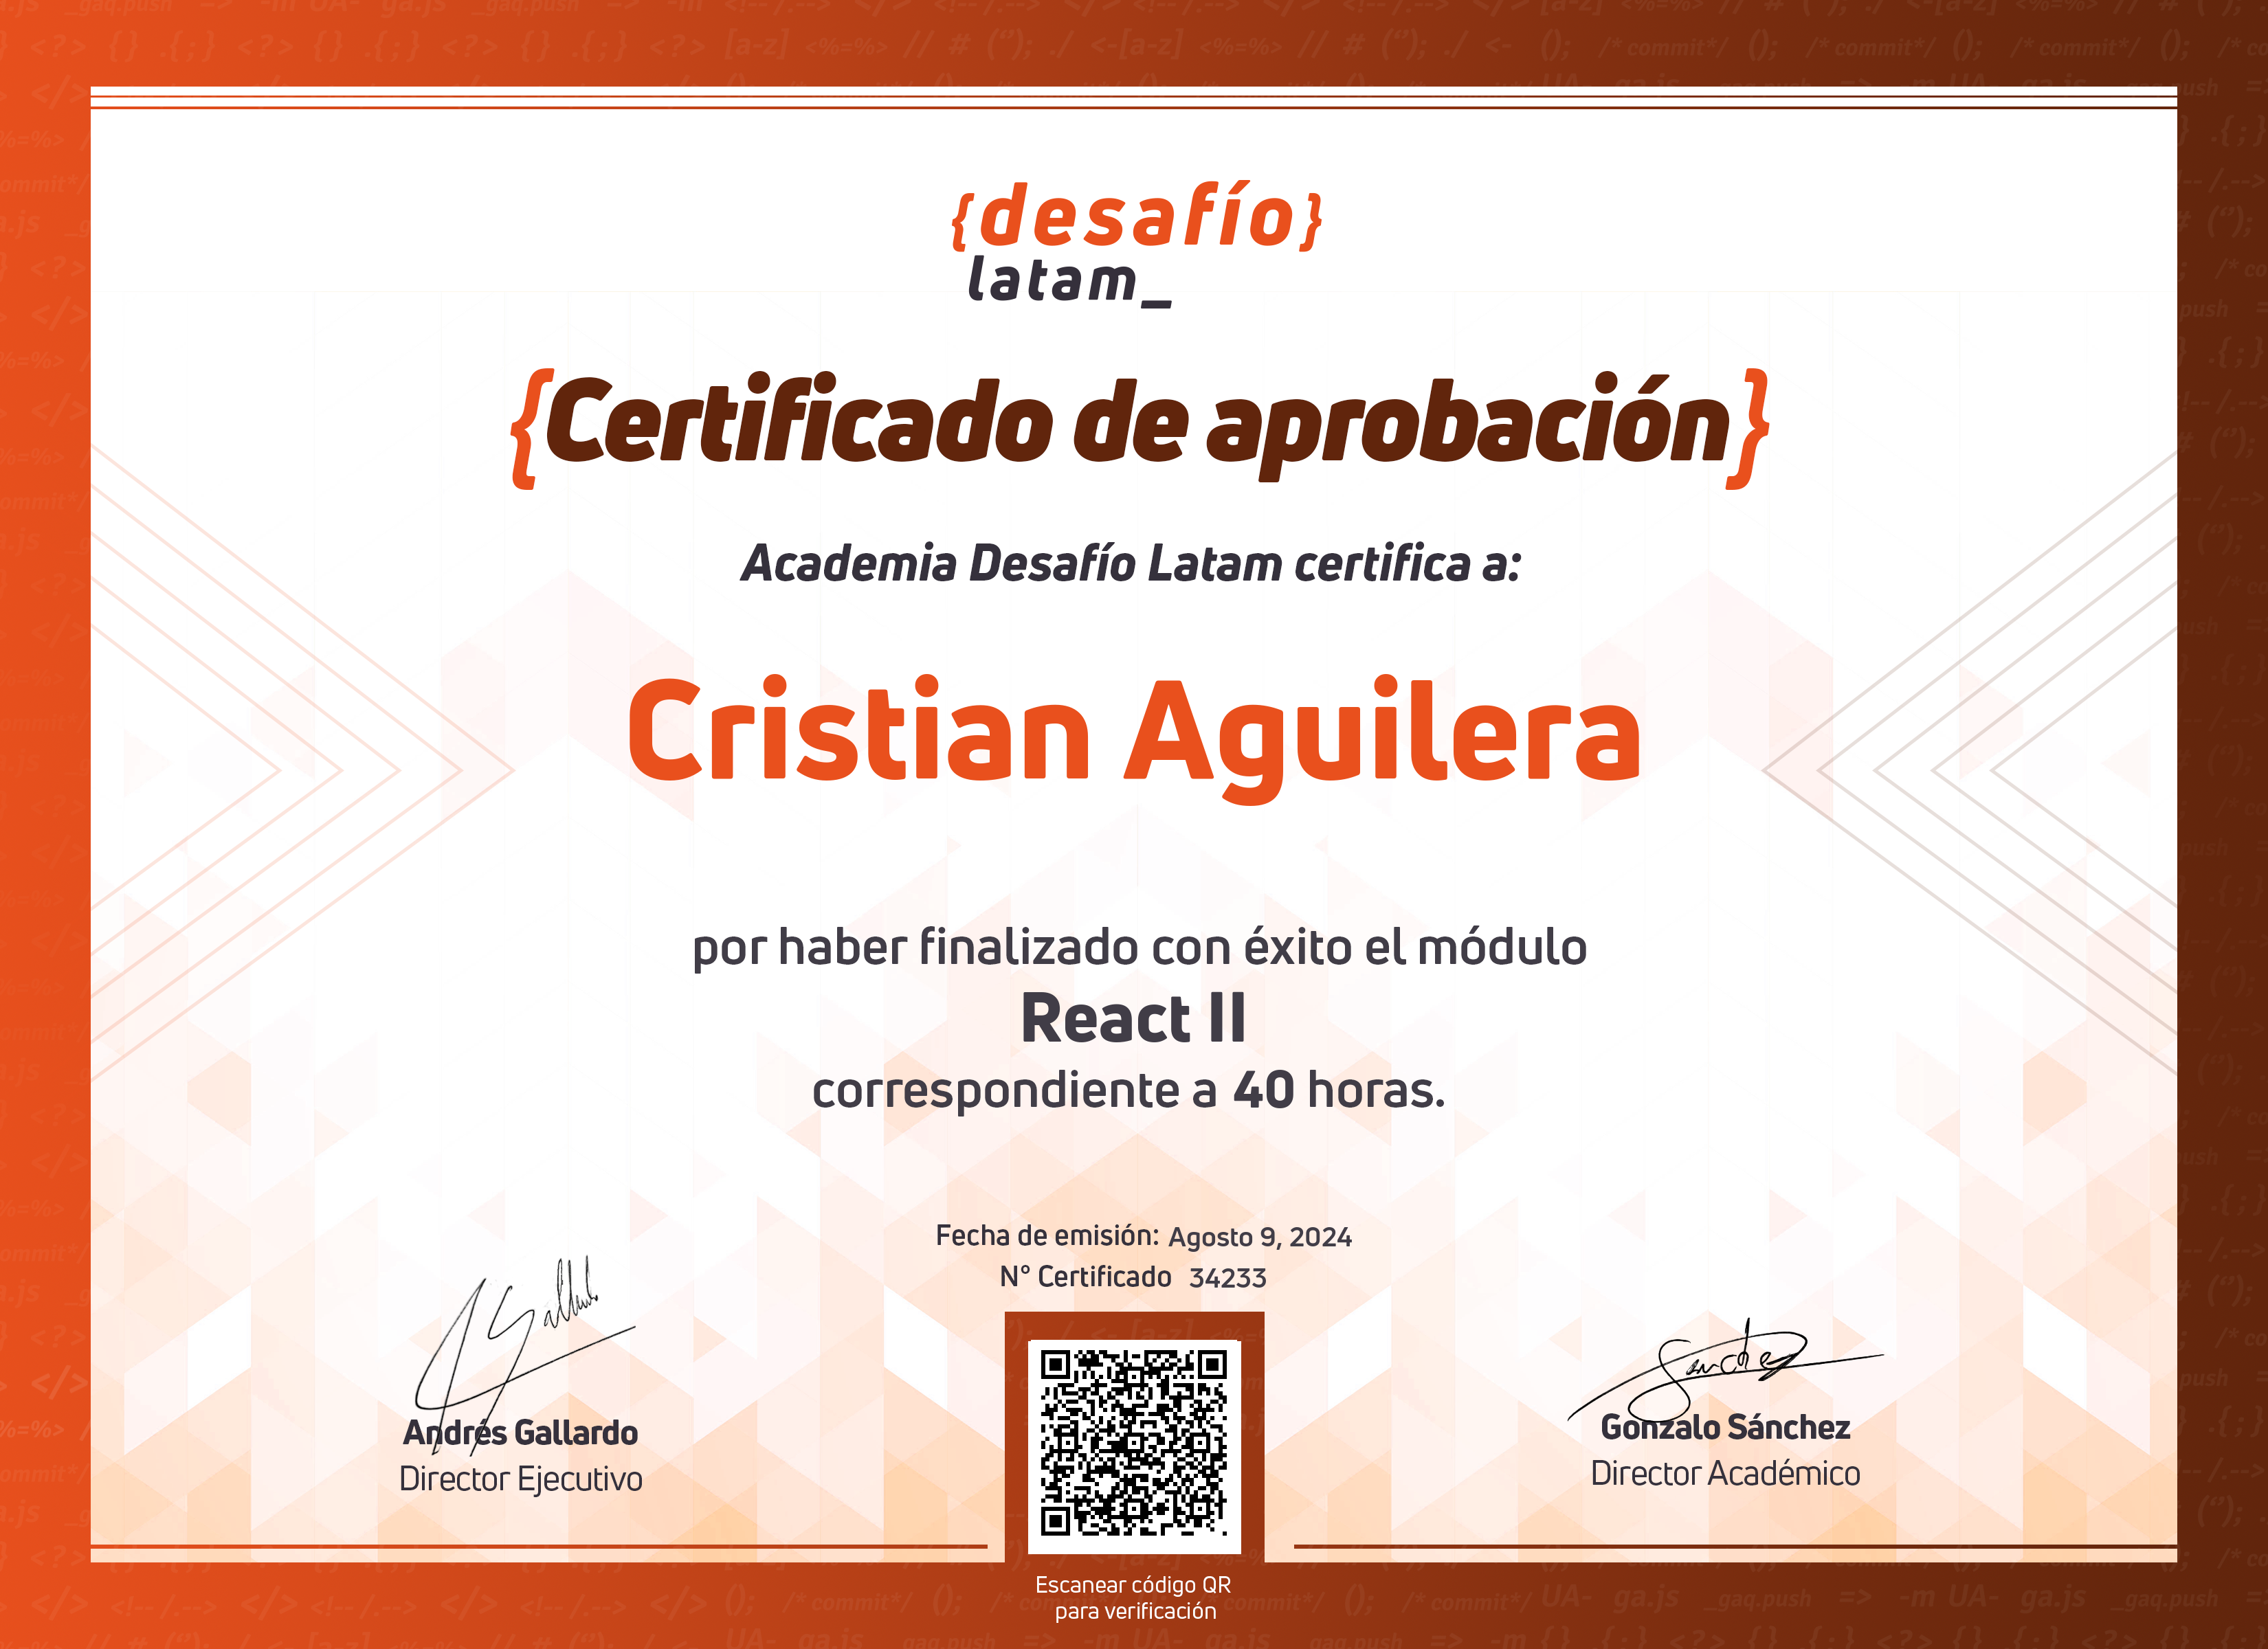 {desafío}
latam_
{Certificado de aprobación}
Academia Desafío Latam certifica a:
Cristian Aguilera
por haber finalizado con éxito el módulo
React II
correspondiente a 40 horas.
Fecha de emisión: Agosto 9, 2024
N° Certificado 34233
Andrés Gallardo
Director Ejecutivo
Gonzalo Sánchez
Director Académico
Escanear código QR
para verificación